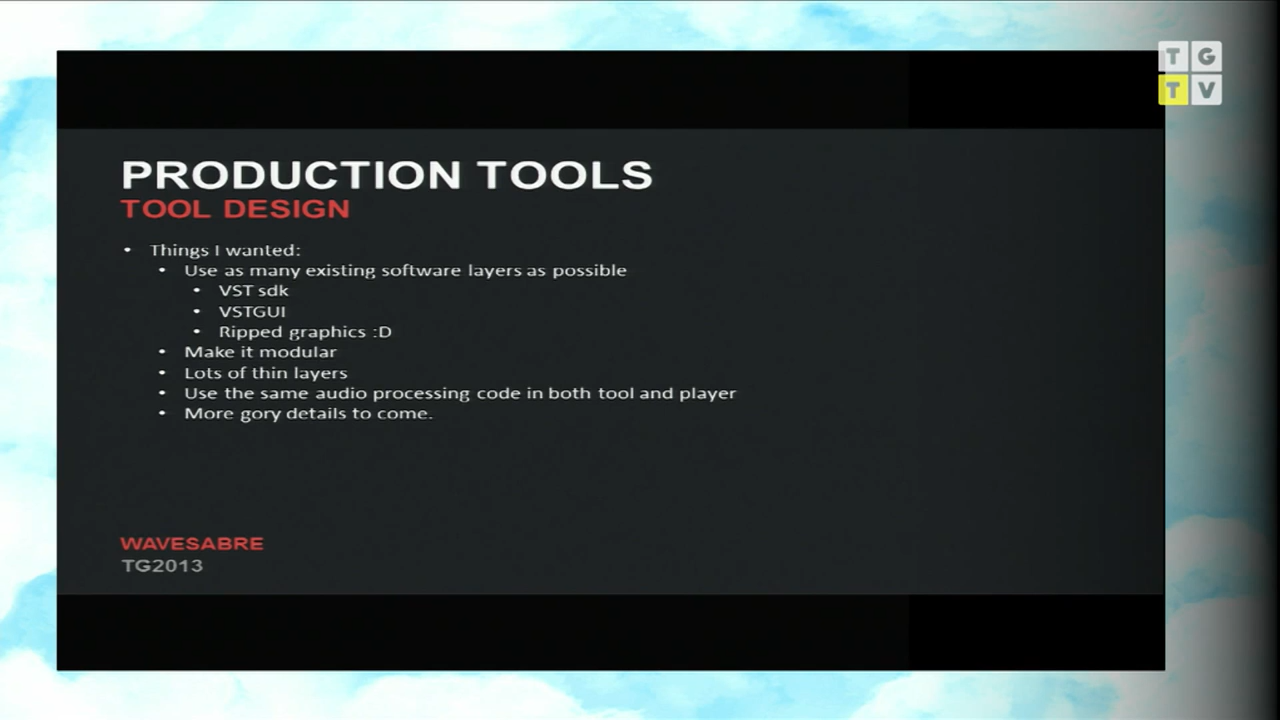 TG
TV
PRODUCTION TOOLS
TOOL DESIGN
• Things I wanted:
• Use as many existing software layers as possible
• VST sdk
• VSTGUI
• Ripped graphics :D
• Make it modular
• Lots of thin layers
• Use the same audio processing code in both tool and player
• More gory details to come.
WAVESABRE
TG2013